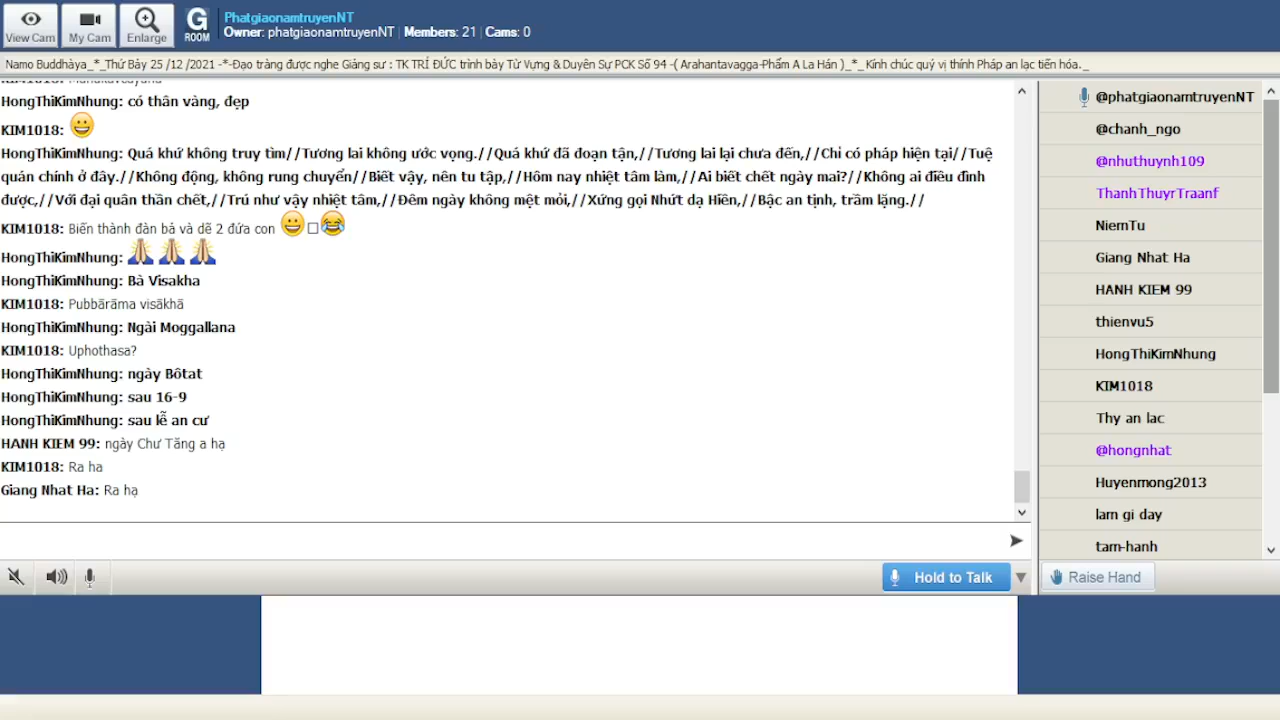 View Cam
My Cam
Enlarge
G
ROOM
PhatgiaonamtruyenNT
Owner: phatgiaonamtruyenNT | Members: 21 | Cams: 0
Namo Buddhàya_*_Thứ Bảy 25 /12 /2021 -*-Đạo tràng được nghe Giảng sư : TK TRÍ ĐỨC trình bày Từ Vựng & Duyên Sự PCK Số 94 -( Arahantavagga-Phẩm A La Hán )_*_ Kính chúc quý vị thính Pháp an lạc tiến hóa._
HongThiKimNhung: có thân vàng, đẹp
KIM1018:
HongThiKimNhung: Quá khứ không truy tìm//Tương lai không ước vọng.//Quá khứ đã đoạn tận,//Tương lai lại chưa đến,//Chỉ có pháp hiện tại//Tuệ
quán chính ở đây.//Không động, không rung chuyển//Biết vậy, nên tu tập,//Hôm nay nhiệt tâm làm,//Ai biết chết ngày mai?//Không ai điều đình
được,//Với đại quân thần chết,//Trú như vậy nhiệt tâm,//Đêm ngày không mệt mỏi,//Xứng gọi Nhứt dạ Hiền,//Bậc an tịnh, trầm lặng.//
KIM1018: Biến thành đàn bả và dẽ 2 đứa con
HongThiKimNhung:
HongThiKimNhung: Bà Visakha
KIM1018: Pubbārāma visākhā
HongThiKimNhung: Ngài Moggallana
KIM1018: Uphothasa?
HongThiKimNhung: ngày Bôtat
HongThiKimNhung: sau 16-9
HongThiKimNhung: sau lễ an cư
HANH KIEM 99: ngày Chư Tăng a hạ
KIM1018: Ra ha
Giang Nhat Ha: Ra hạ
Hold to Talk
@phatgiaonamtruyenNT
@chanh_ngo
@nhuthuynh109
ThanhThuyrTraanf
NiemTu
Giang Nhat Ha
HANH KIEM 99
thienvu5
HongThiKimNhung
KIM1018
Thy an lac
@hongnhat
Huyenmong2013
lam gi day
tam-hanh
Raise Hand